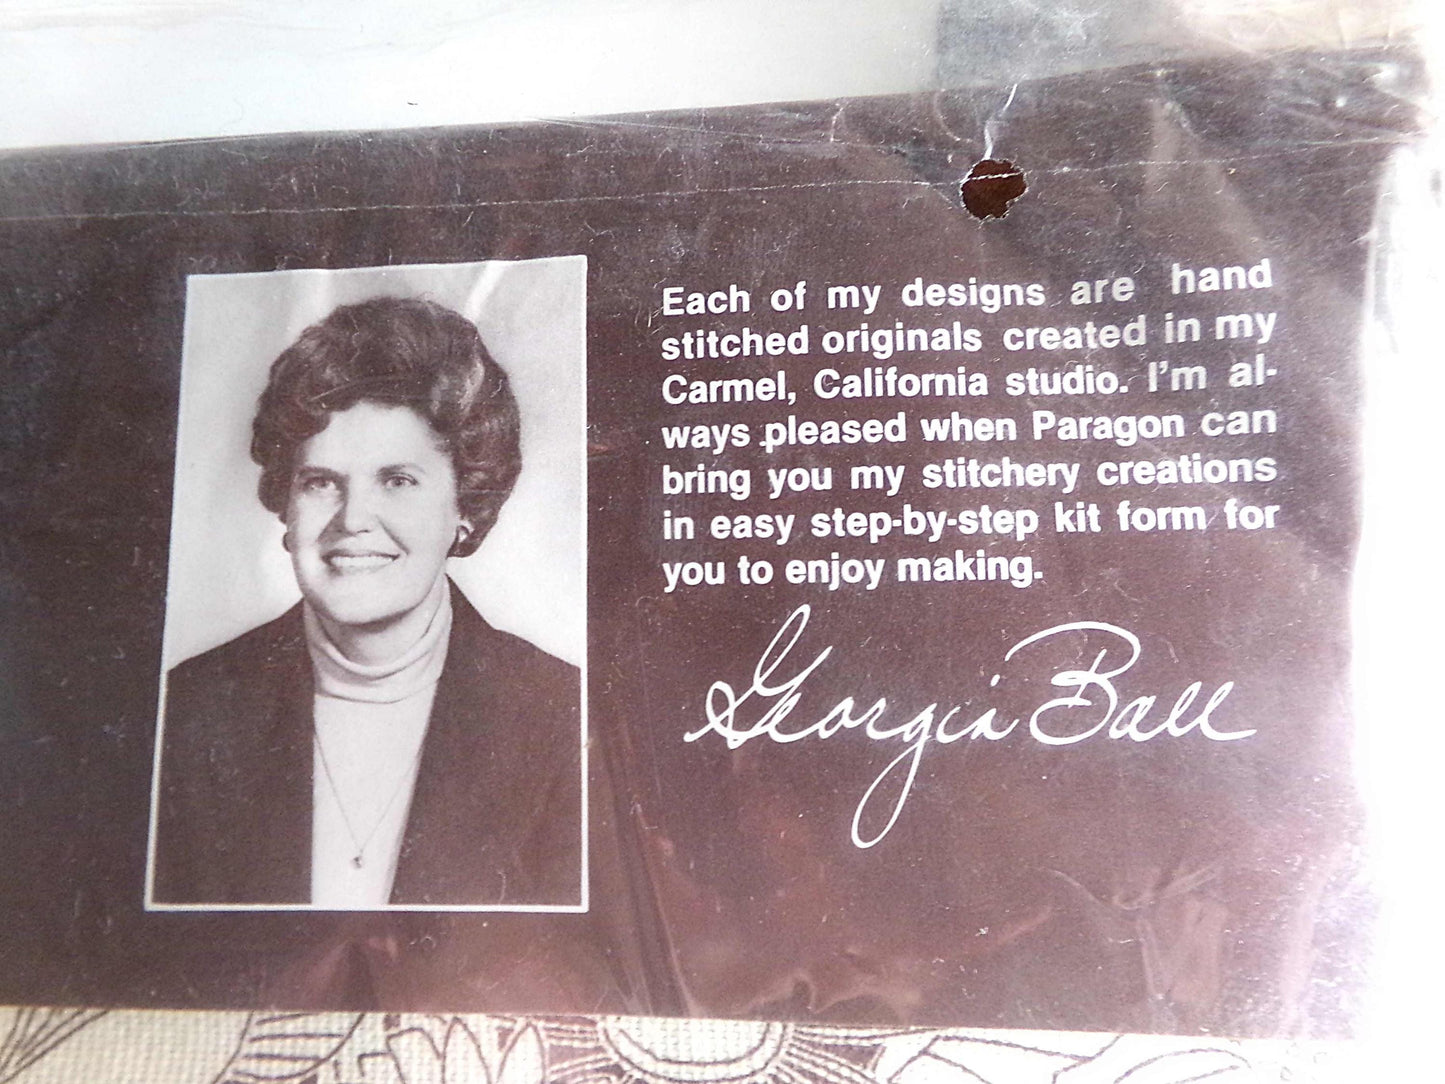 Each of my designs are hand
stitched originals created in my
Carmel, California studio. I'm al-
ways pleased when Paragon can
bring you my stitchery creations
in easy step-by-step kit form for
you to enjoy making.
Georgia Ball